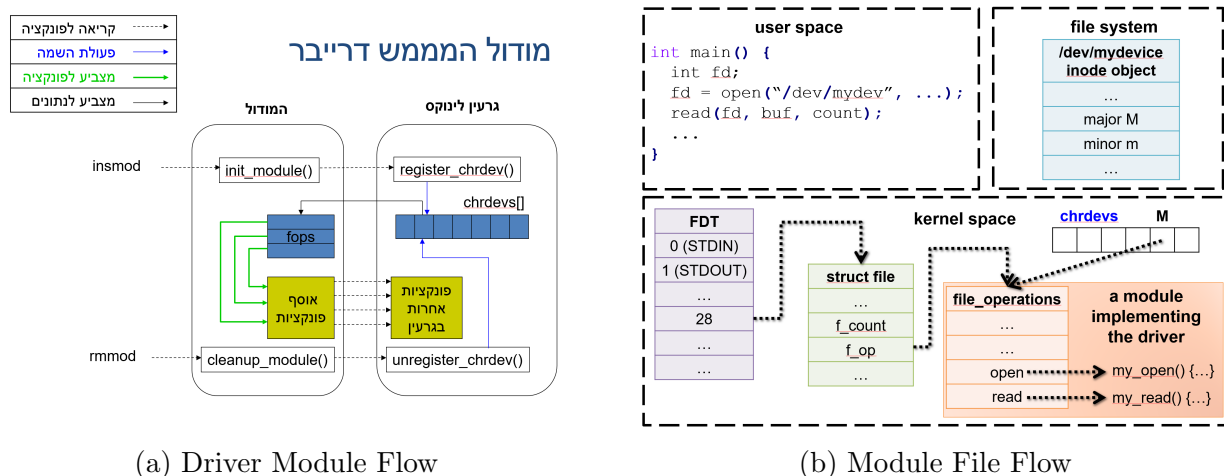 קריאה לפונקציה
פעולת השמה
מצביע לפונקציה
מצביע לנתונים
מודול הממממש דרייבר
המודול
גרעין לינוקס
insmod
init_module()
register_chrdev()
chrdevs[]
fops
אוסף
פונקציות
פונקציות
אחרות
בגרעין
rmmod
cleanup_module()
unregister_chrdev()
(a) Driver Module Flow
user space
int main() {
int fd;
fd = open(“/dev/mydev”, ...);
read(fd, buf, count);
...
}
file system
/dev/mydevice
inode object
…
major M
minor m
…
kernel space
FDT
0 (STDIN)
1 (STDOUT)
…
28
…
…
struct file
…
f_count
f_op
…
chrdevs M
file_operations
…
…
open
read
a module
implementing
the driver
my_open() {…}
my_read() {…}
(b) Module File Flow